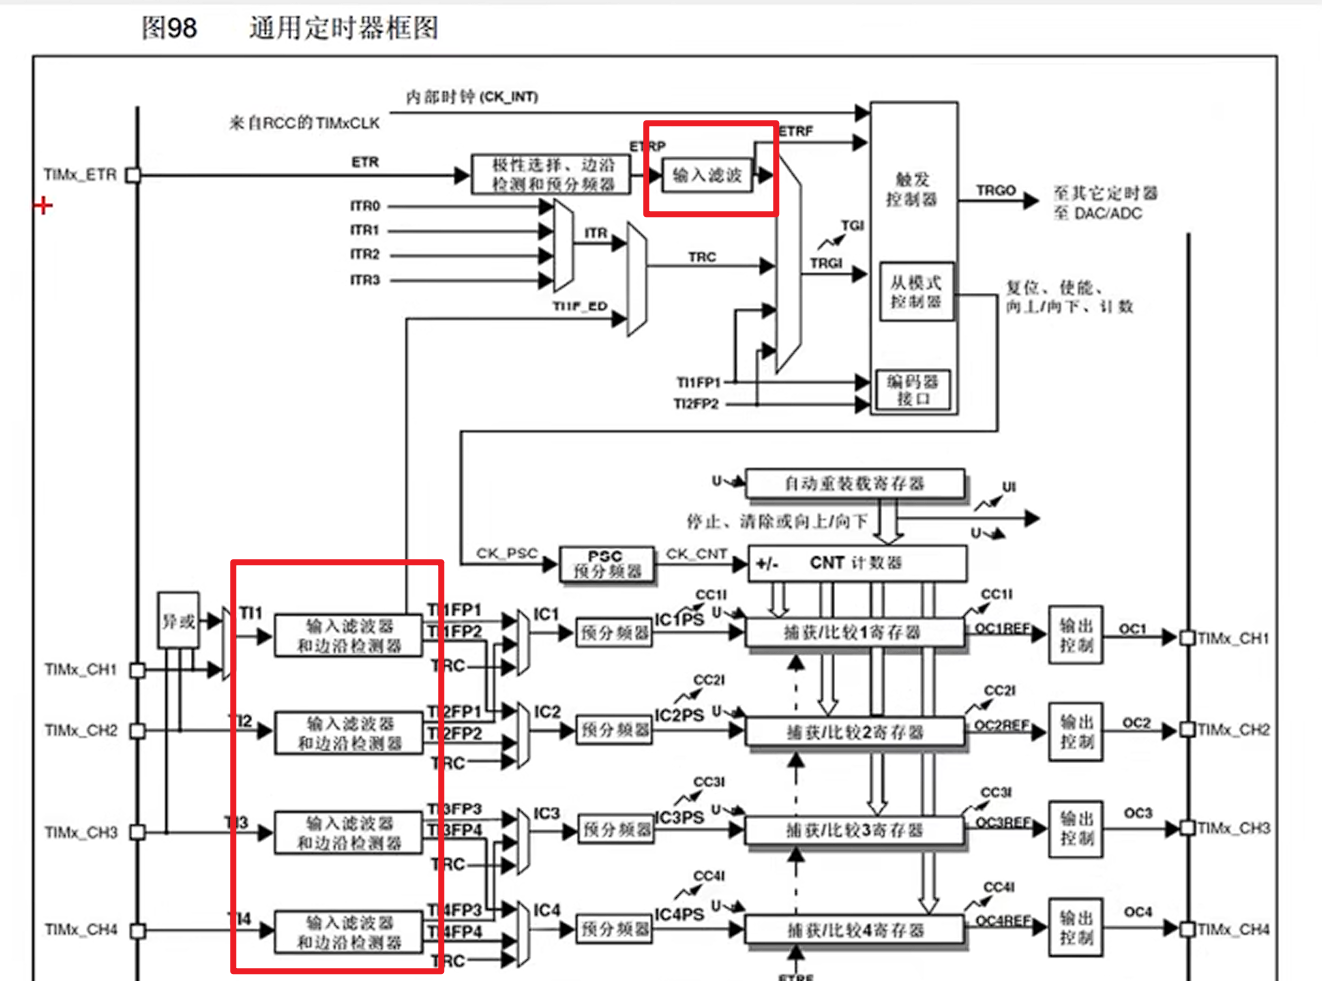 图98 通用定时器框图
内部时钟(CK_INT)
来自RCC的TIMxCLK
ETRF
ETRP
TIMx_ETR
ETR
极性选择、边沿
检测和预分频器
输入滤波
触发
控制器
TRGO
至其它定时器
至 DAC/ADC
ITR0
ITR1
ITR2
ITR3
ITR
TRC
TGI
TRGI
TI1F_ED
从模式
控制器
复位、使能、
向上/向下、计数
TI1FP1
TI2FP2
编码器
接口
U
自动重装载寄存器
UI
停止、清除或向上/向下
U
CK_PSC
PSC
预分频器
CK_CNT
+/-
CNT 计数器
异或
TI1
输入滤波器
和边沿检测器
TI1FP1
TI1FP2
TRC
IC1
预分频器
CC1I
IC1PS
U
捕获/比较1寄存器
CC1I
OC1REF
输出
控制
OC1
TIMx_CH1
TIMx_CH1
TIMx_CH2
TI2
输入滤波器
和边沿检测器
TI2FP1
TI2FP2
TRC
IC2
预分频器
CC2I
IC2PS
U
捕获/比较2寄存器
CC2I
OC2REF
输出
控制
OC2
TIMx_CH2
TIMx_CH3
TI3
输入滤波器
和边沿检测器
TI3FP3
TI3FP4
TRC
IC3
预分频器
CC3I
IC3PS
U
捕获/比较3寄存器
CC3I
OC3REF
输出
控制
OC3
TIMx_CH3
TIMx_CH4
TI4
输入滤波器
和边沿检测器
TI4FP3
TI4FP4
TRC
IC4
预分频器
CC4I
IC4PS
U
捕获/比较4寄存器
CC4I
OC4REF
输出
控制
OC4
TIMx_CH4
ETRF